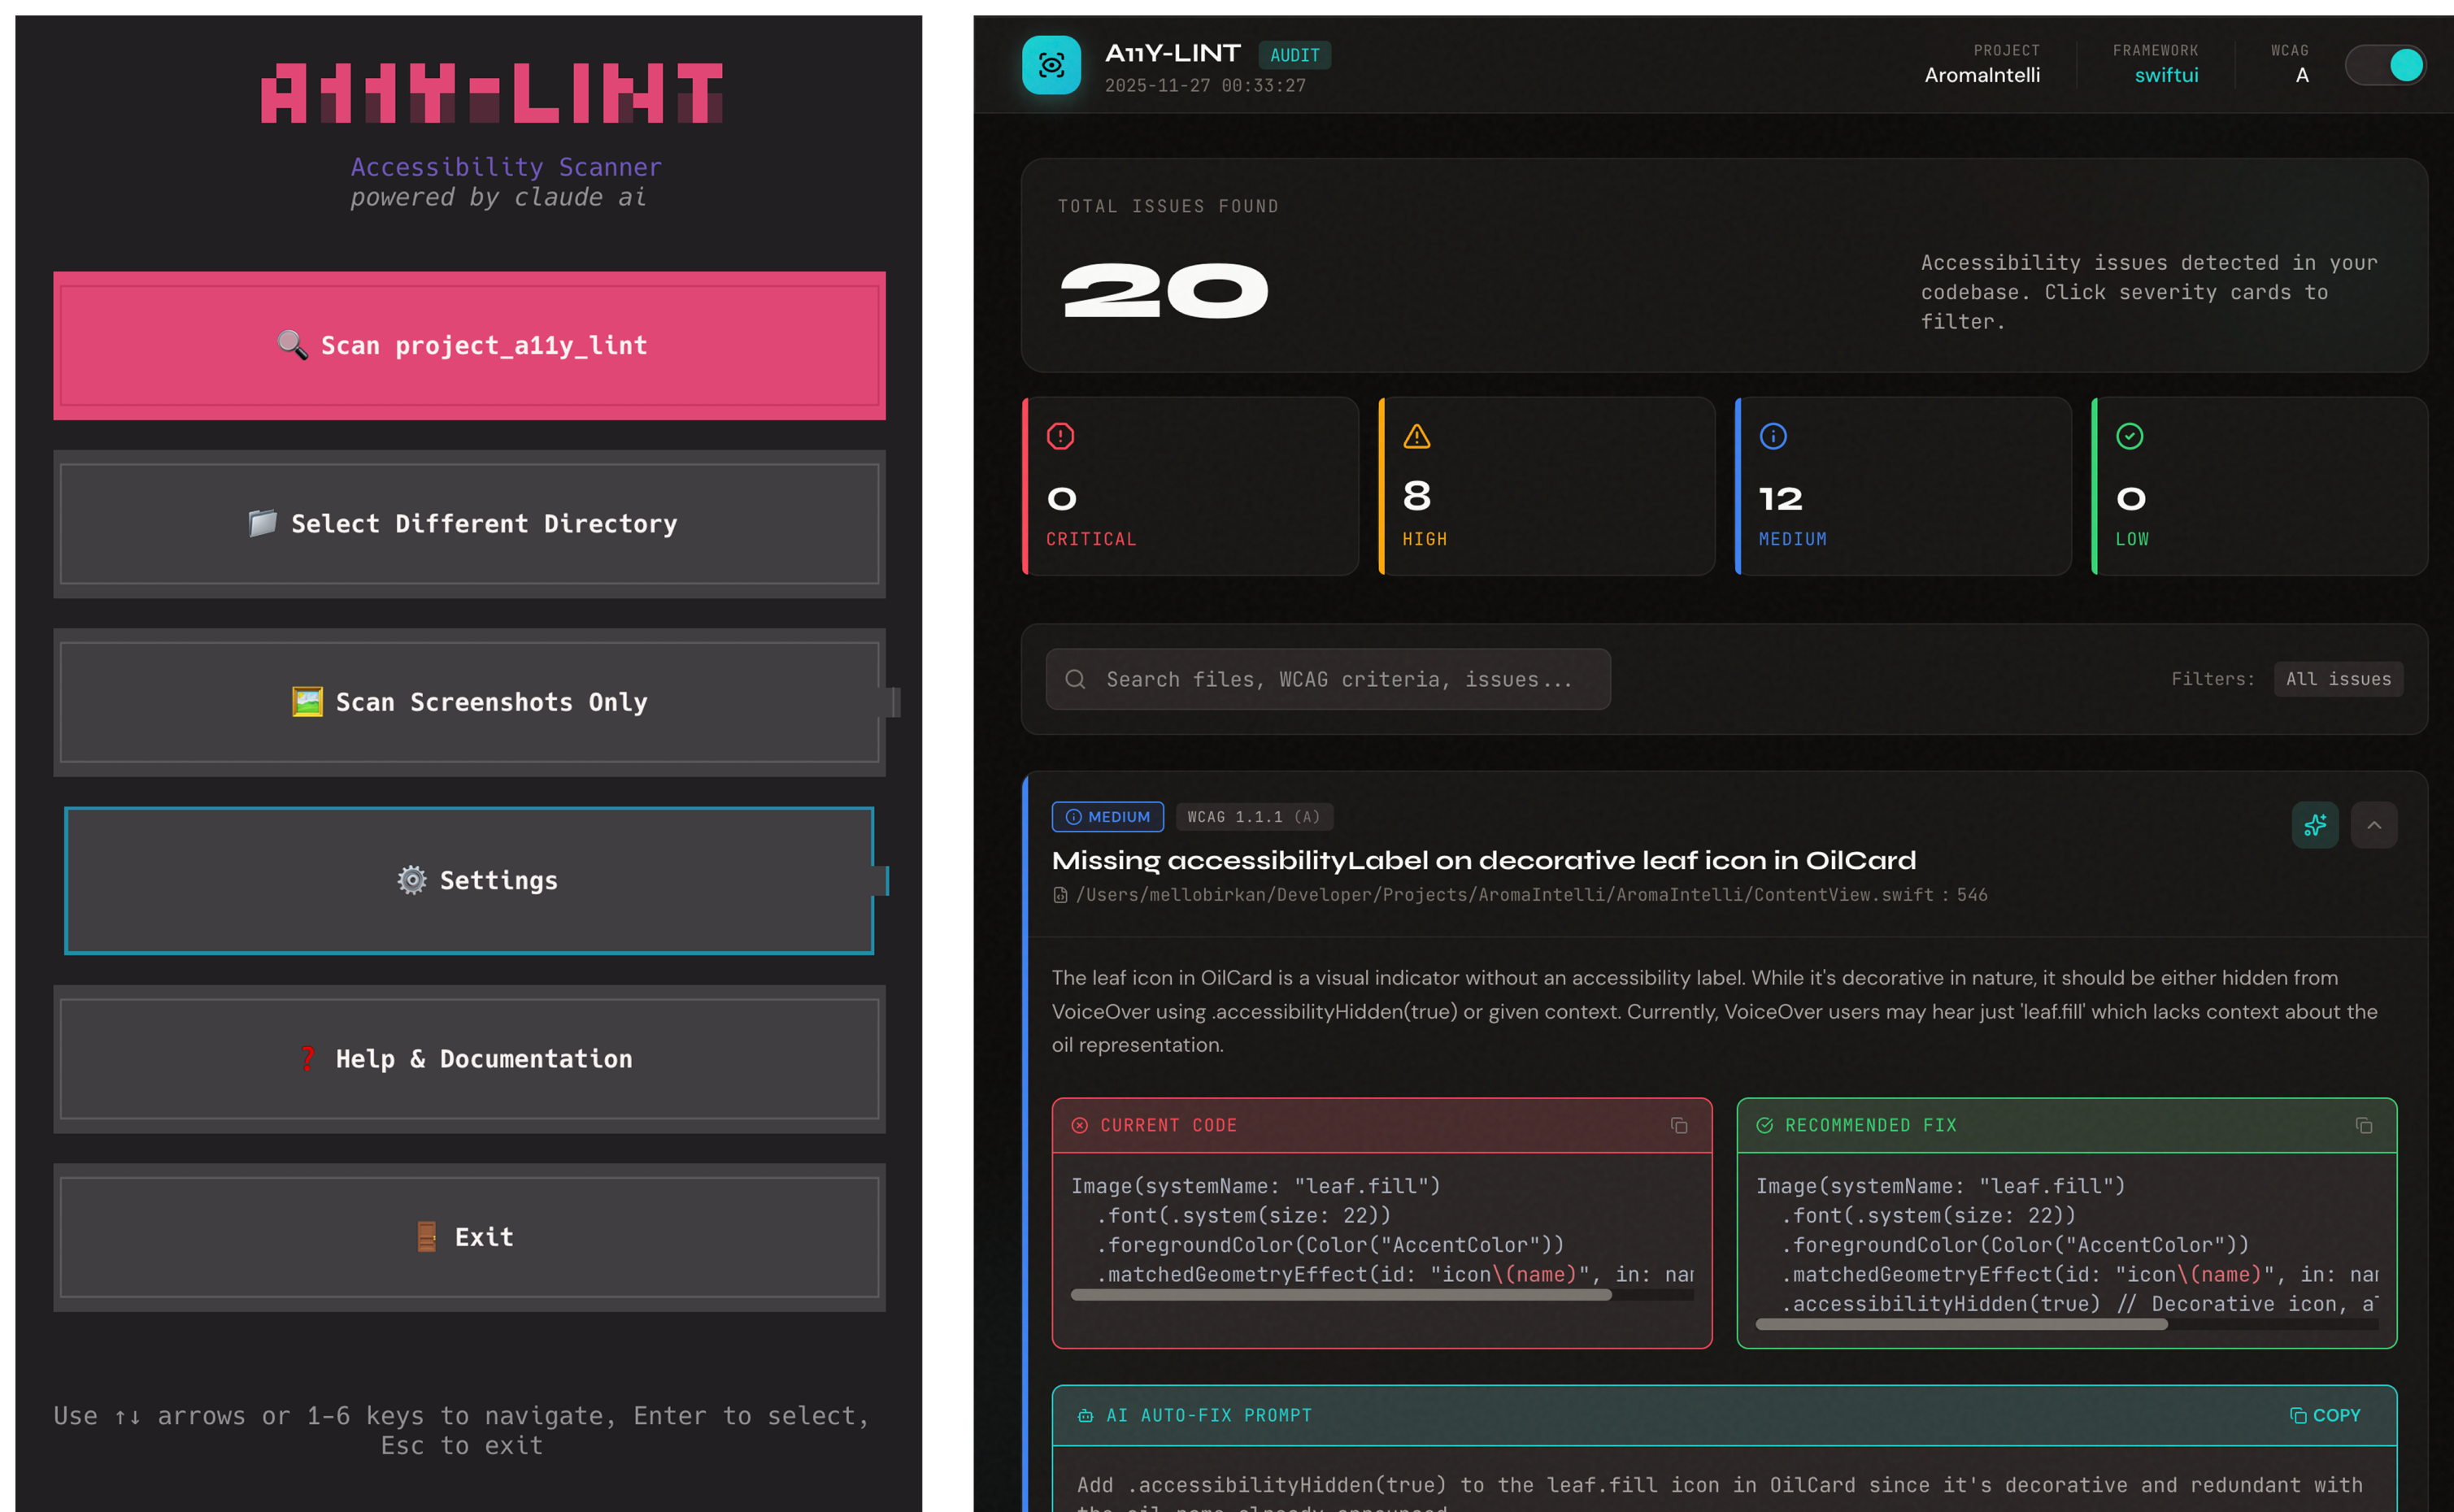 A11Y-LINT
Accessibility Scanner
powered by claude ai
🔍 Scan project_a11y_lint
📁 Select Different Directory
🖼️ Scan Screenshots Only
⚙️ Settings
❓ Help & Documentation
🚪 Exit
Use ↑↓ arrows or 1-6 keys to navigate, Enter to select,
Esc to exit
A11Y-LINT AUDIT
2025-11-27 00:33:27
PROJECT
AromaIntelli
FRAMEWORK
swiftui
WCAG
A
TOTAL ISSUES FOUND
20
Accessibility issues detected in your
codebase. Click severity cards to
filter.
0
CRITICAL
8
HIGH
12
MEDIUM
0
LOW
Search files, WCAG criteria, issues...
Filters: All issues
MEDIUM WCAG 1.1.1 (A)
Missing accessibilityLabel on decorative leaf icon in OilCard
/Users/mellobirkan/Developer/Projects/AromaIntelli/AromaIntelli/ContentView.swift : 546
The leaf icon in OilCard is a visual indicator without an accessibility label. While it's decorative in nature, it should be either hidden from
VoiceOver using .accessibilityHidden(true) or given context. Currently, VoiceOver users may hear just 'leaf.fill' which lacks context about the
oil representation.
CURRENT CODE
Image(systemName: "leaf.fill")
.font(.system(size: 22))
.foregroundColor(Color("AccentColor"))
.matchedGeometryEffect(id: "icon\(name)", in:
RECOMMENDED FIX
Image(systemName: "leaf.fill")
.font(.system(size: 22))
.foregroundColor(Color("AccentColor"))
.matchedGeometryEffect(id: "icon\(name)", in:
.accessibilityHidden(true) // Decorative icon,
AI AUTO-FIX PROMPT
COPY
Add .accessibilityHidden(true) to the leaf.fill icon in OilCard since it's decorative and redundant with